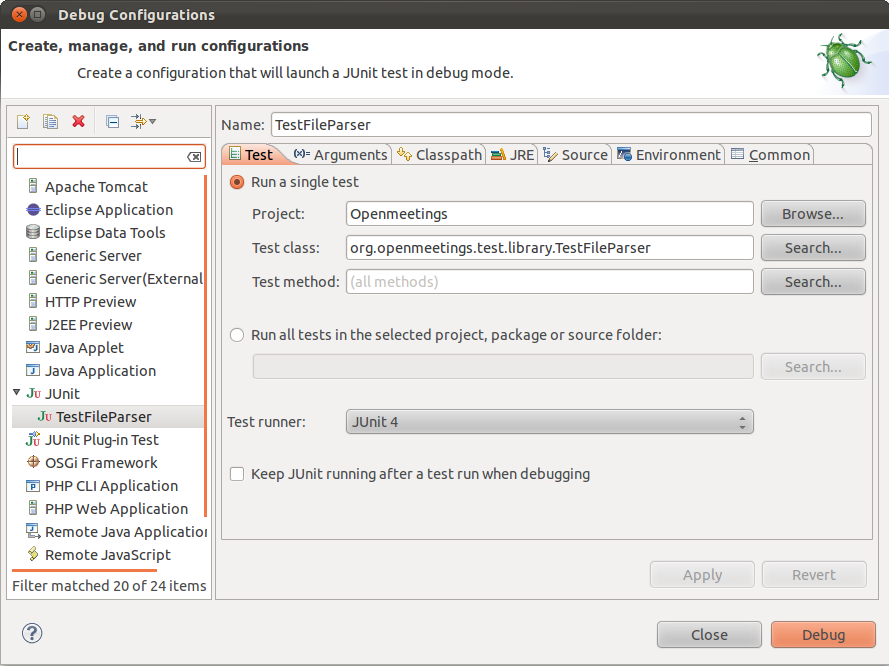 Debug Configurations
Create, manage, and run configurations
Create a configuration that will launch a JUnit test in debug mode.
Name: TestFileParser
Test (x)= Arguments Classpath JRE Source Environment Common
Apache Tomcat
Eclipse Application
Eclipse Data Tools
Generic Server
Generic Server(External
HTTP Preview
J2EE Preview
Java Applet
Java Application
JU JUnit
JU TestFileParser
JU JUnit Plug-in Test
OSGi Framework
PHP CLI Application
PHP Web Application
Remote Java Application
Remote JavaScript
Filter matched 20 of 24 items
Run a single test
Project: Openmeetings Browse...
Test class: org.openmeetings.test.library.TestFileParser Search...
Test method: (all methods) Search...
Run all tests in the selected project, package or source folder:
Search...
Test runner: JUnit 4
Keep JUnit running after a test run when debugging
Apply Revert
? Close Debug